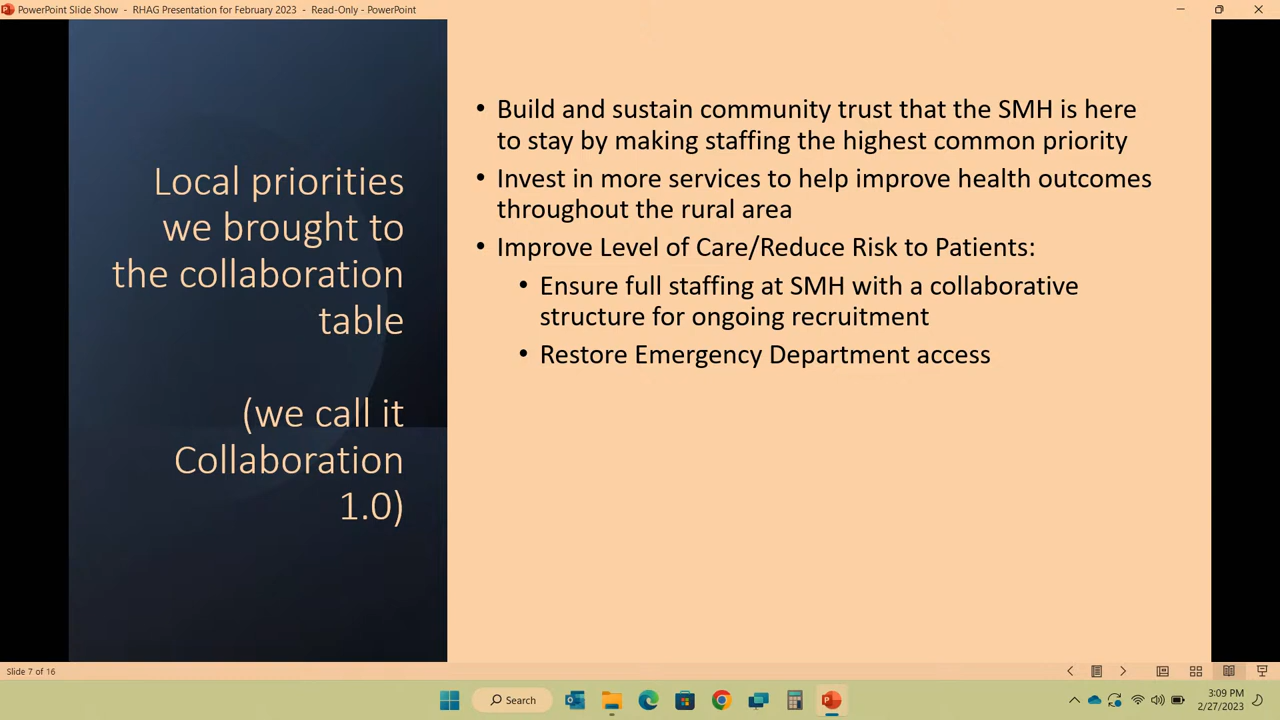 PowerPoint Slide Show - RHAG Presentation for February 2023 - Read-Only - PowerPoint
Local priorities
we brought to
the collaboration
table
(we call it
Collaboration
1.0)
• Build and sustain community trust that the SMH is here
to stay by making staffing the highest common priority
• Invest in more services to help improve health outcomes
throughout the rural area
• Improve Level of Care/Reduce Risk to Patients:
• Ensure full staffing at SMH with a collaborative
structure for ongoing recruitment
• Restore Emergency Department access
Slide 7 of 16
Search
3:09 PM
2/27/2023